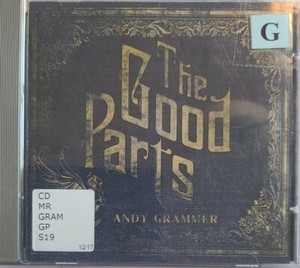 G
The
Good
Parts
ANDY GRAMMER
CD
MR
GRAM
GP
S19
12/17